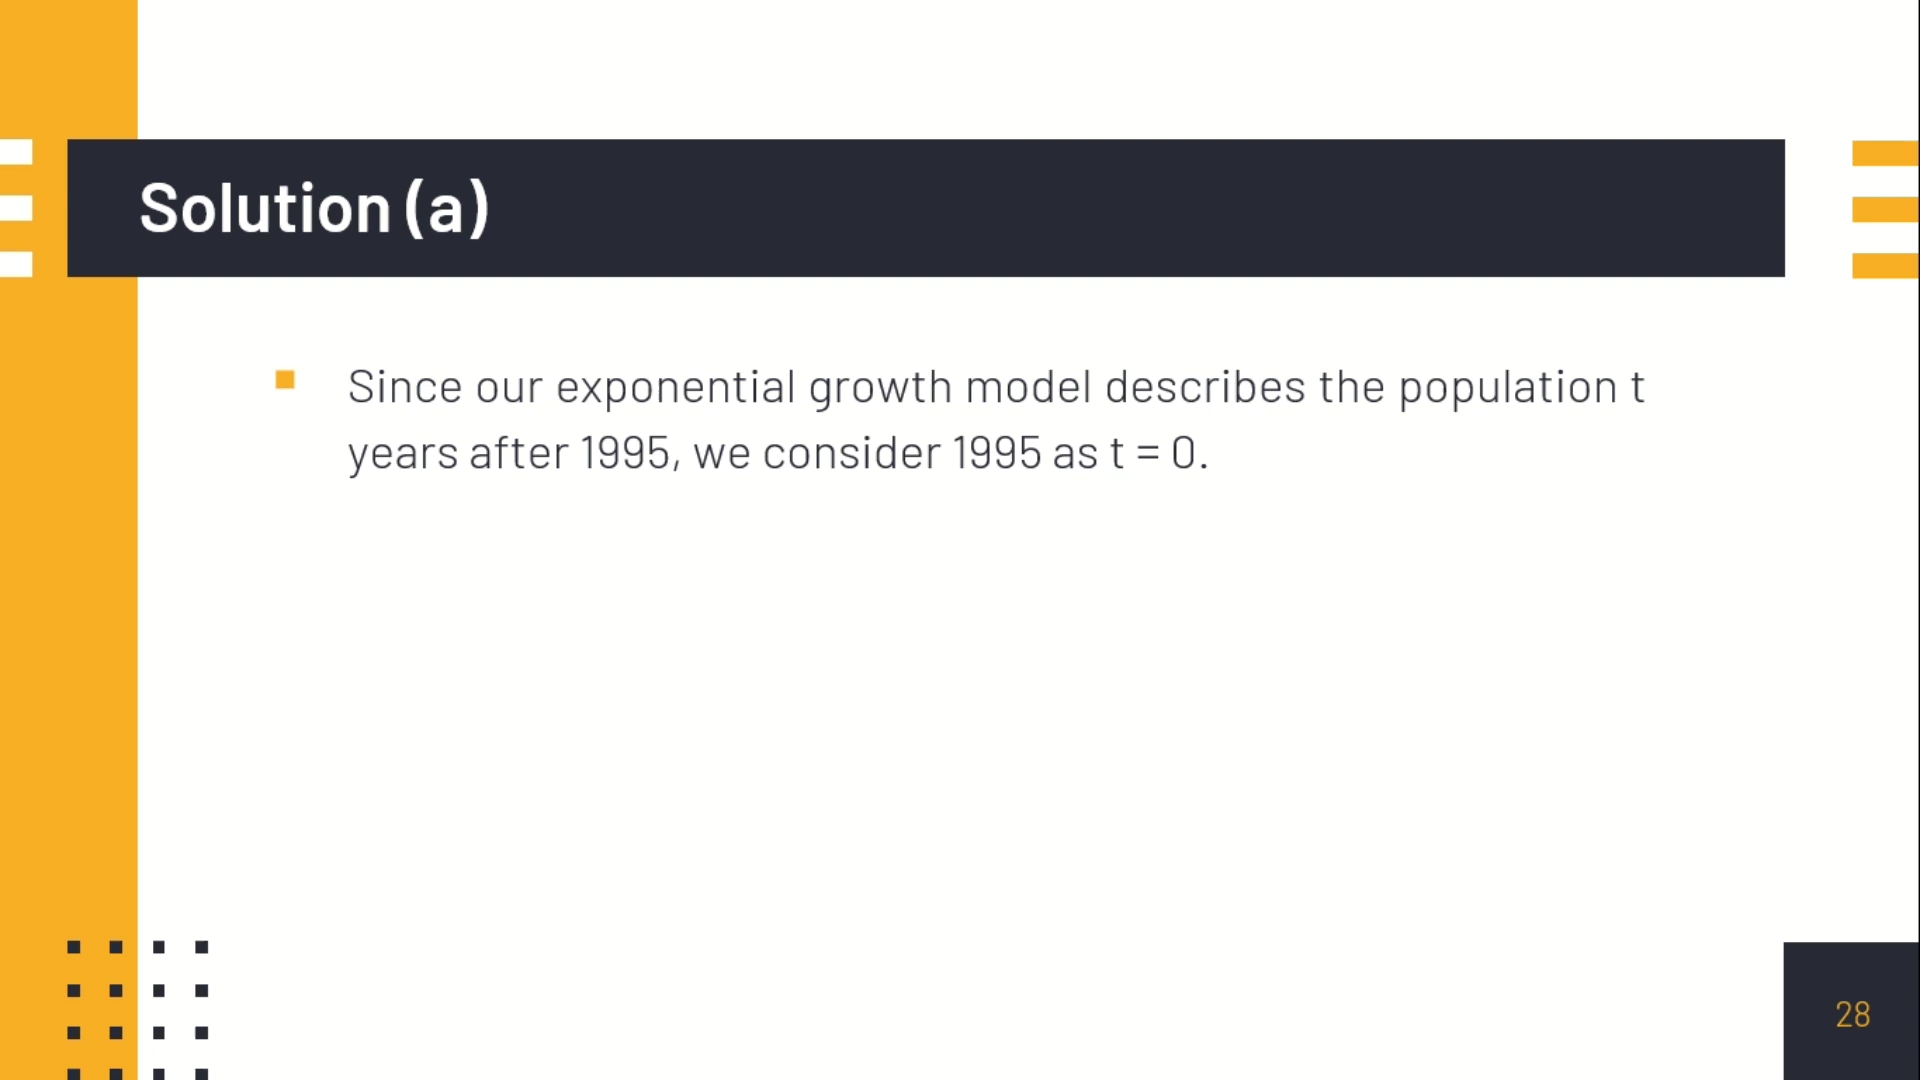 Solution (a)
Since our exponential growth model describes the population t
years after 1995, we consider 1995 as t = 0.
28